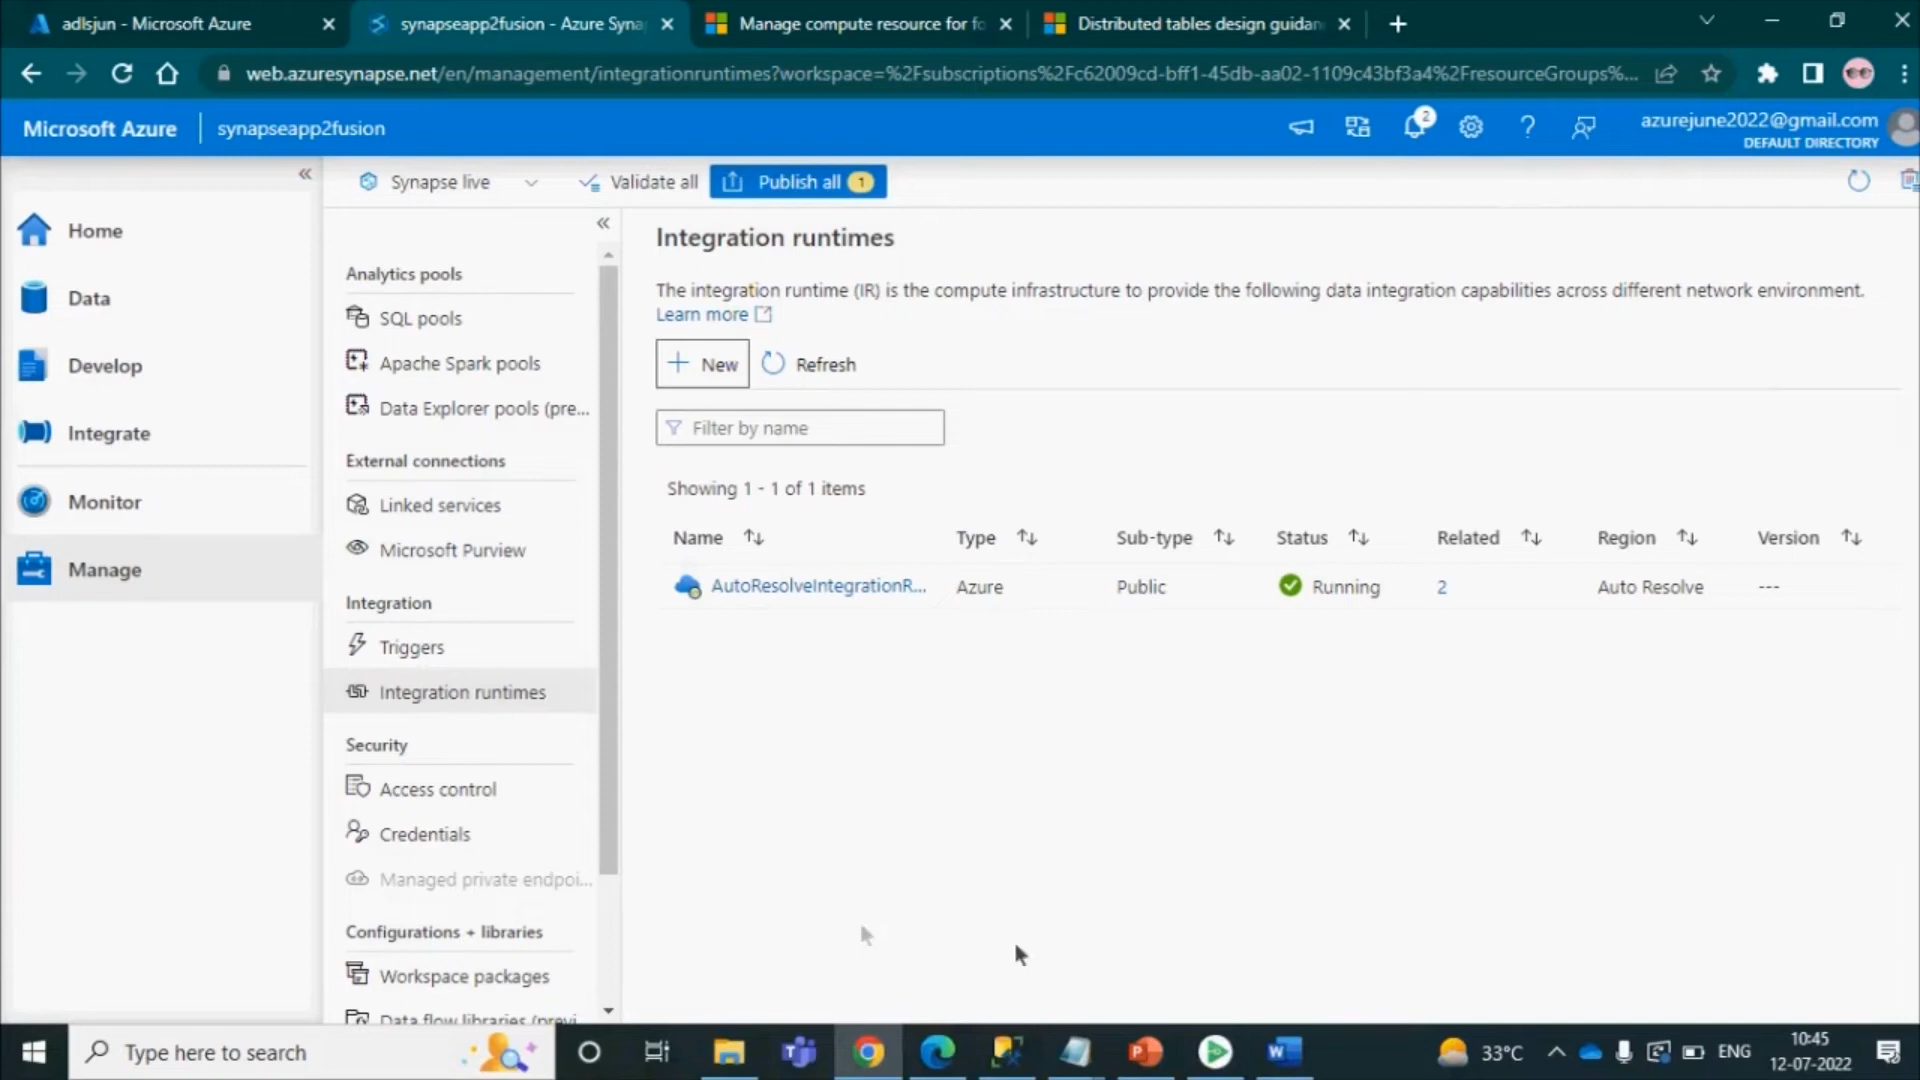 adlsjun - Microsoft Azure
synapseapp2fusion - Azure Syna
Manage compute resource for fo
Distributed tables design guidan
web.azuresynapse.net/en/management/integrationruntimes?workspace=%2Fsubscriptions%2Fc62009cd-bff1-45db-aa02-1109c43bf3a4%2FresourceGroups%...
Microsoft Azure
synapseapp2fusion
2
azurejune2022@gmail.com
DEFAULT DIRECTORY
Synapse live
Validate all
Publish all 1
Home
Data
Develop
Integrate
Monitor
Manage
Analytics pools
SQL pools
Apache Spark pools
Data Explorer pools (pre...
External connections
Linked services
Microsoft Purview
Integration
Triggers
Integration runtimes
Security
Access control
Credentials
Managed private endpoi...
Configurations + libraries
Workspace packages
Data flow libraries (previ
Integration runtimes
The integration runtime (IR) is the compute infrastructure to provide the following data integration capabilities across different network environment.
Learn more
New
Refresh
Filter by name
Showing 1 - 1 of 1 items
Name Type Sub-type Status Related Region Version
AutoResolveIntegrationR... Azure Public Running 2 Auto Resolve ---
Type here to search
33°C
ENG
10:45
12-07-2022